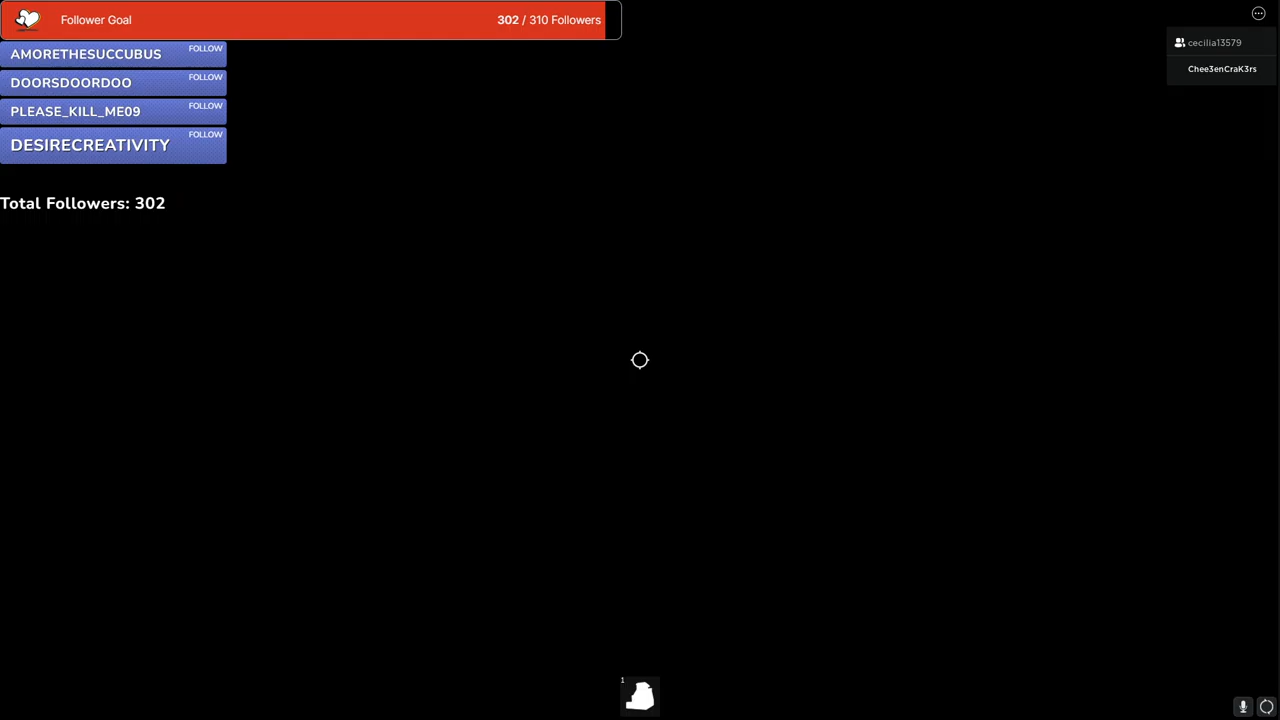 Follower Goal 302 / 310 Followers
AMORETHESUCCUBUS FOLLOW
DOORSDOORDOO FOLLOW
PLEASE_KILL_ME09 FOLLOW
DESIRECREATIVITY FOLLOW
Total Followers: 302
cecilia13579
Chee3enCraK3rs
1